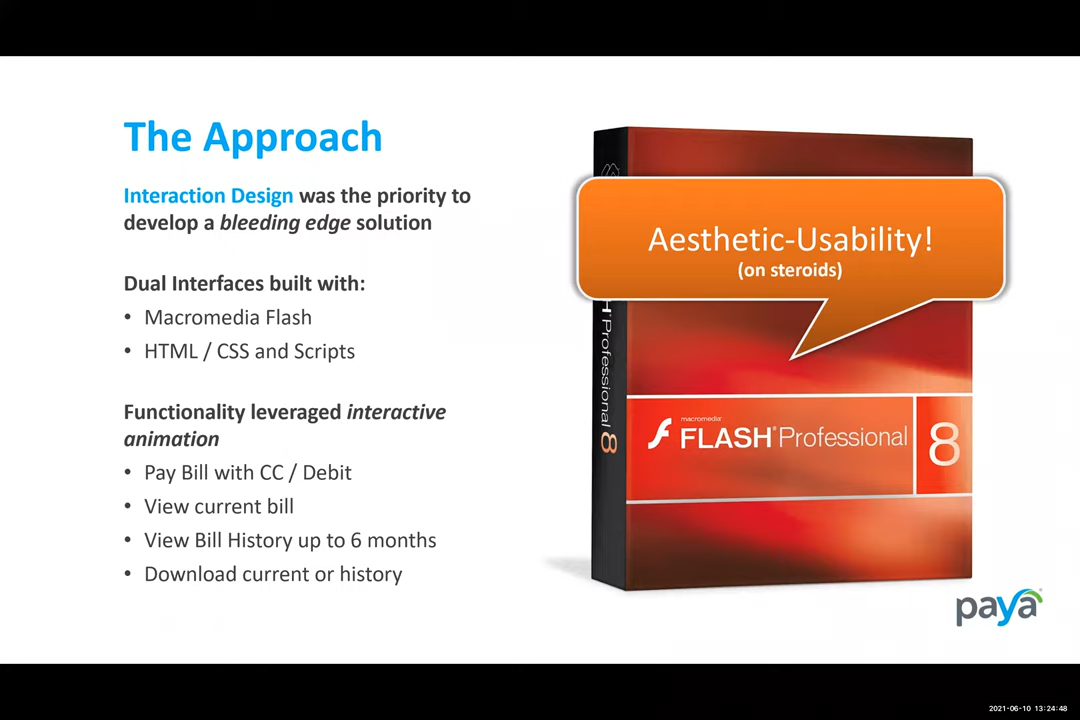 The Approach
Interaction Design was the priority to
develop a bleeding edge solution
Dual Interfaces built with:
• Macromedia Flash
• HTML / CSS and Scripts
Functionality leveraged interactive
animation
• Pay Bill with CC / Debit
• View current bill
• View Bill History up to 6 months
• Download current or history
Aesthetic-Usability!
(on steroids)
H Professional 8
macromedia
FLASH Professional 8
paya
2021-06-10 13:24:48